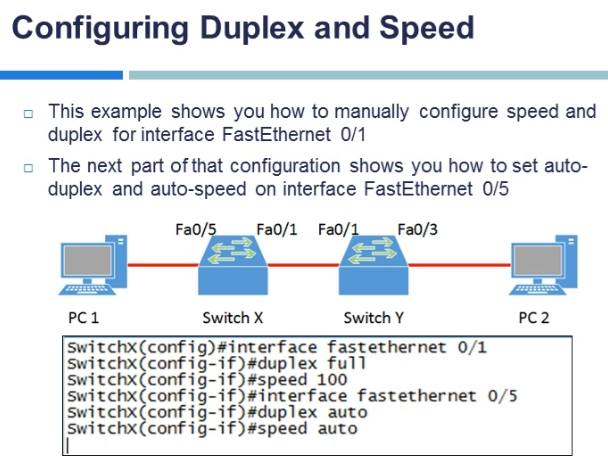 Configuring Duplex and Speed
This example shows you how to manually configure speed and
duplex for interface FastEthernet 0/1
The next part of that configuration shows you how to set auto-
duplex and auto-speed on interface FastEthernet 0/5
Fa0/5 Fa0/1 Fa0/1 Fa0/3
PC 1 Switch X Switch Y PC 2
SwitchX(config)#interface fastethernet 0/1
SwitchX(config-if)#duplex full
SwitchX(config-if)#speed 100
SwitchX(config-if)#interface fastethernet 0/5
SwitchX(config-if)#duplex auto
SwitchX(config-if)#speed auto